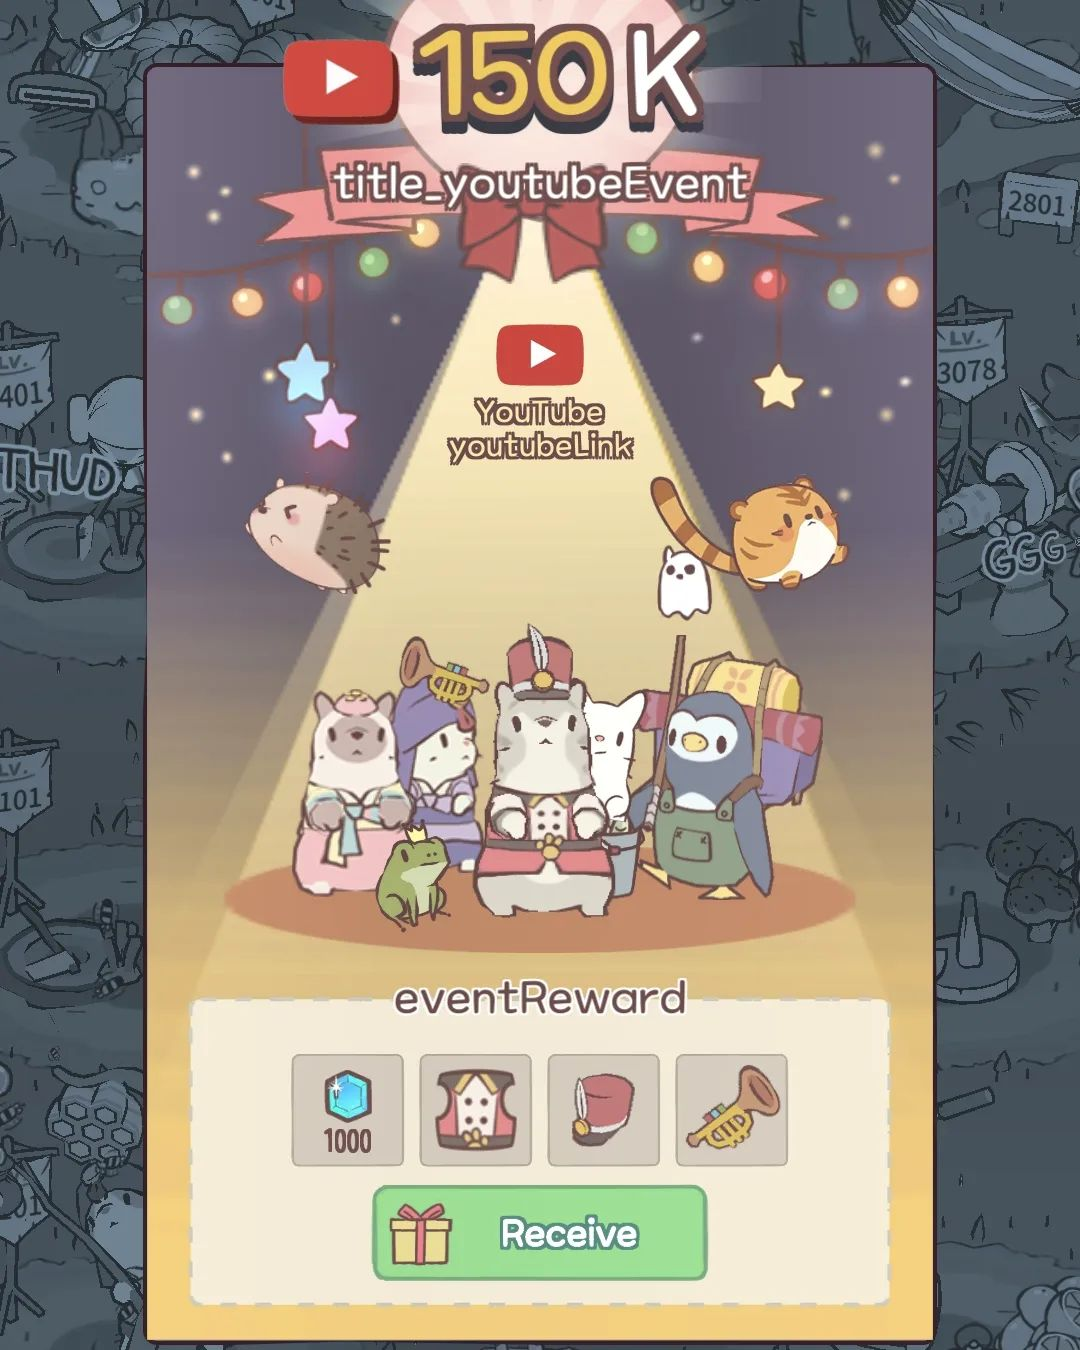 150K
title_youtubeEvent
2801
LV.
401
LV.
3078
YouTube
youtubeLink
THUD
GGG
LV.
101
eventReward
1000
Receive